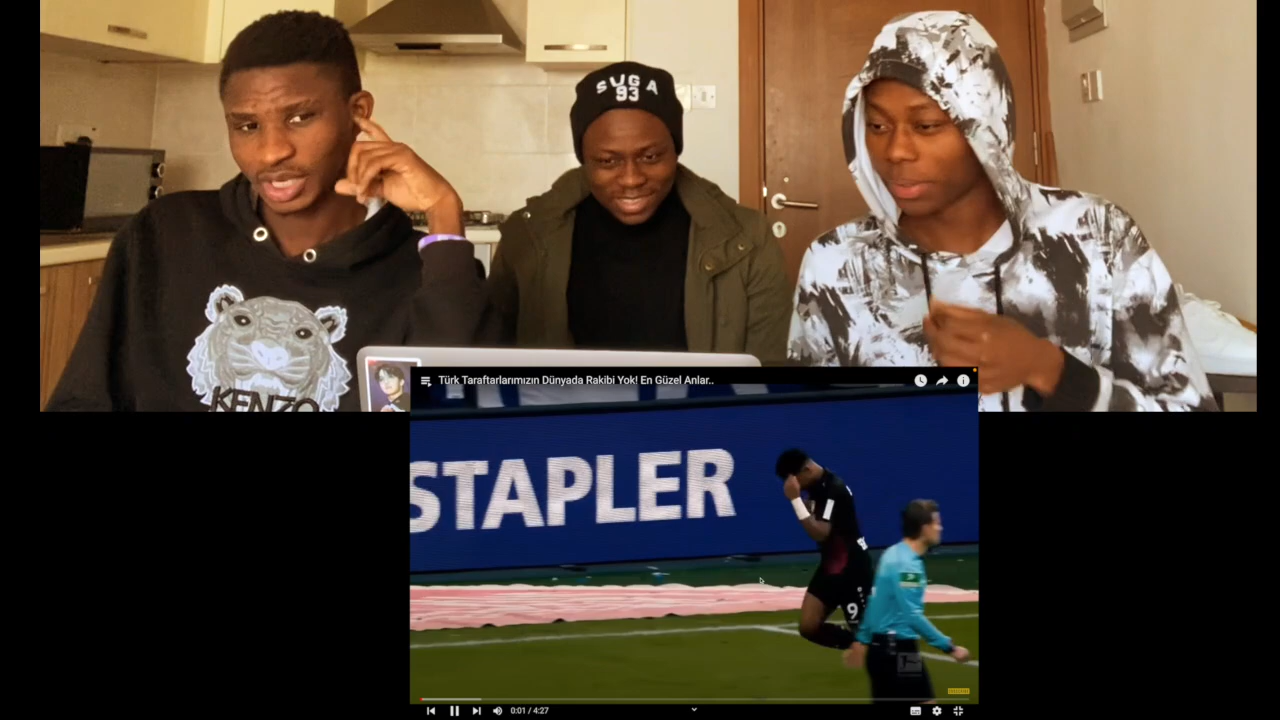 SUGA
93
KENZO
Türk Taraftarlarımızın Dünyada Rakibi Yok! En Güzel Anlar..
STAPLER
9
0:01 / 4:27